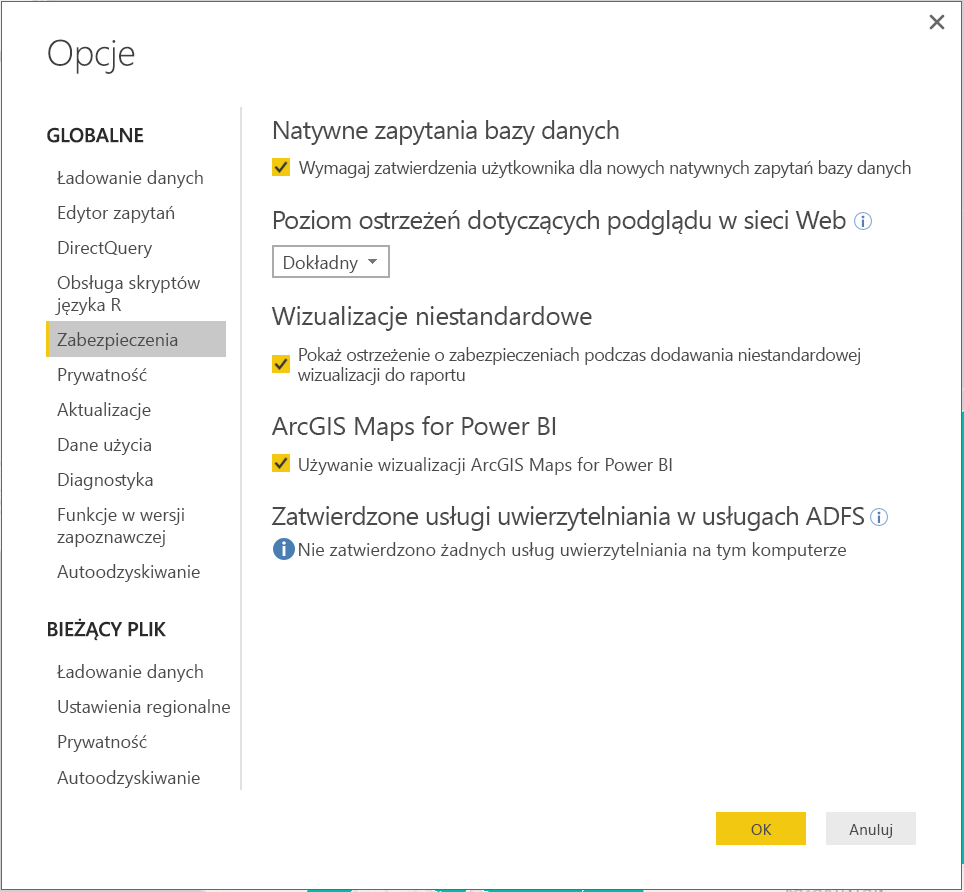 Opcje
GLOBALNE
Ładowanie danych
Edytor zapytań
DirectQuery
Obsługa skryptów
języka R
Zabezpieczenia
Prywatność
Aktualizacje
Dane użycia
Diagnostyka
Funkcje w wersji
zapoznawczej
Autoodzyskiwanie
BIEŻĄCY PLIK
Ładowanie danych
Ustawienia regionalne
Prywatność
Autoodzyskiwanie
Natywne zapytania bazy danych
Wymagaj zatwierdzenia użytkownika dla nowych natywnych zapytań bazy danych
Poziom ostrzeżeń dotyczących podglądu w sieci Web
Dokładny
Wizualizacje niestandardowe
Pokaż ostrzeżenie o zabezpieczeniach podczas dodawania niestandardowej
wizualizacji do raportu
ArcGIS Maps for Power BI
Używanie wizualizacji ArcGIS Maps for Power BI
Zatwierdzone usługi uwierzytelniania w usługach ADFS
Nie zatwierdzono żadnych usług uwierzytelniania na tym komputerze
OK
Anuluj